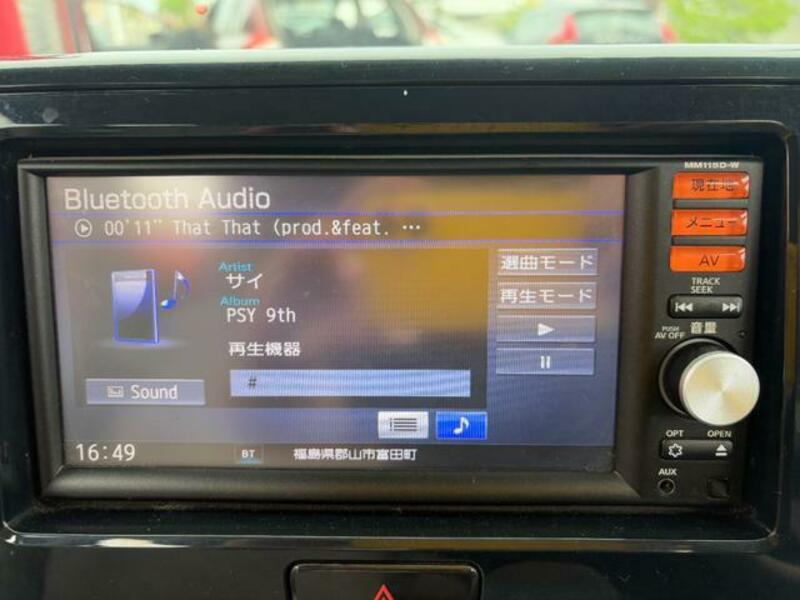 MM115D-W
Bluetooth Audio
00'11" That That (prod.&feat. …
Artist
サイ
Album
PSY 9th
再生機器
#
Sound
選曲モード
再生モード
16:49
BT
福島県郡山市富田町
現在地
メニュー
AV
TRACK
SEEK
PUSH
AV OFF
音量
OPT
OPEN
AUX